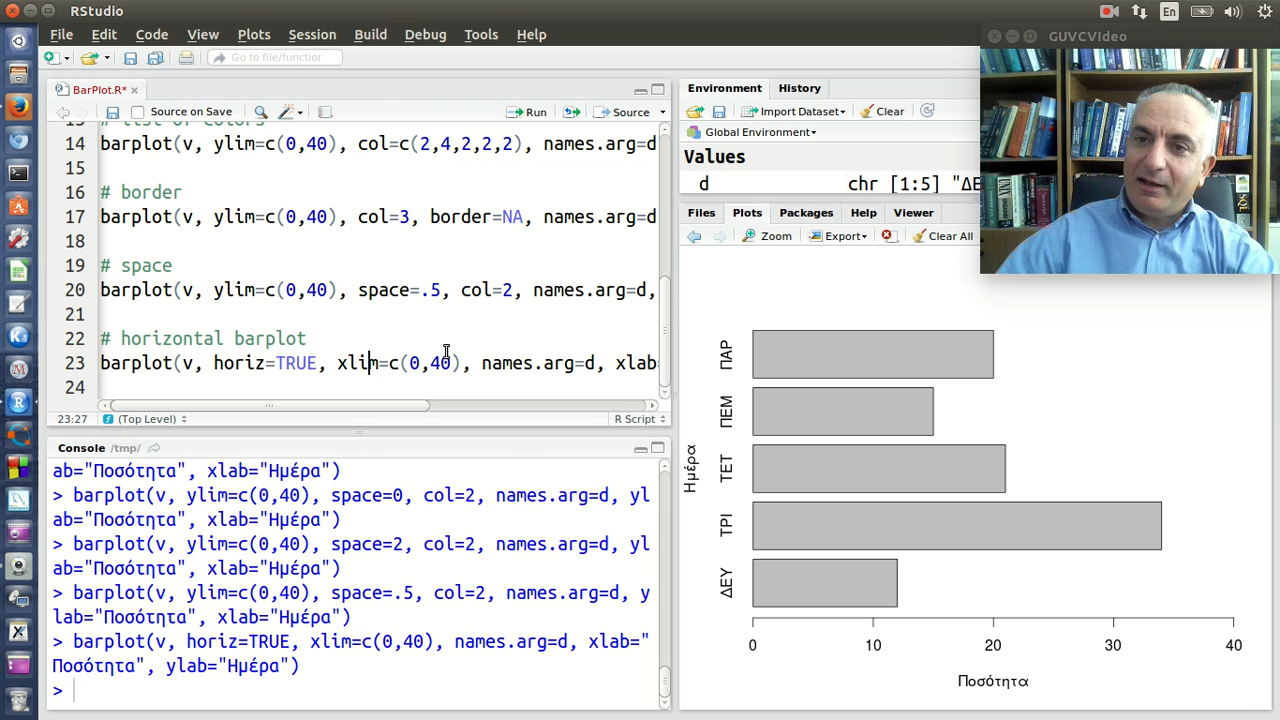 RStudio
En
File Edit Code View Plots Session Build Debug Tools Help
Go to file/function
GUVCVIdeo
BarPlot.R*
Source on Save
Run
Source
14 barplot(v, ylim=c(0,40), col=c(2,4,2,2,2), names.arg=d
15
16 # border
17 barplot(v, ylim=c(0,40), col=3, border=NA, names.arg=d
18
19 # space
20 barplot(v, ylim=c(0,40), space=.5, col=2, names.arg=d,
21
22 # horizontal barplot
23 barplot(v, horiz=TRUE, xlim=c(0,40), names.arg=d, xlab=
24
23:27 (Top Level) R Script
Console /tmp/
ab="Ποσότητα", xlab="Ημέρα")
> barplot(v, ylim=c(0,40), space=0, col=2, names.arg=d, yl
ab="Ποσότητα", xlab="Ημέρα")
> barplot(v, ylim=c(0,40), space=2, col=2, names.arg=d, yl
ab="Ποσότητα", xlab="Ημέρα")
> barplot(v, ylim=c(0,40), space=.5, col=2, names.arg=d, y
lab="Ποσότητα", xlab="Ημέρα")
> barplot(v, horiz=TRUE, xlim=c(0,40), names.arg=d, xlab="
Ποσότητα", ylab="Ημέρα")
>
Environment History
Import Dataset Clear
Global Environment
Values
d chr [1:5] "ΔΕ
Files Plots Packages Help Viewer
Zoom Export Clear All
ΠΑΡ
ΠΕΜ
ΤΕΤ
ΤΡΙ
ΔΕΥ
Ημέρα
0 10 20 30 40
Ποσότητα